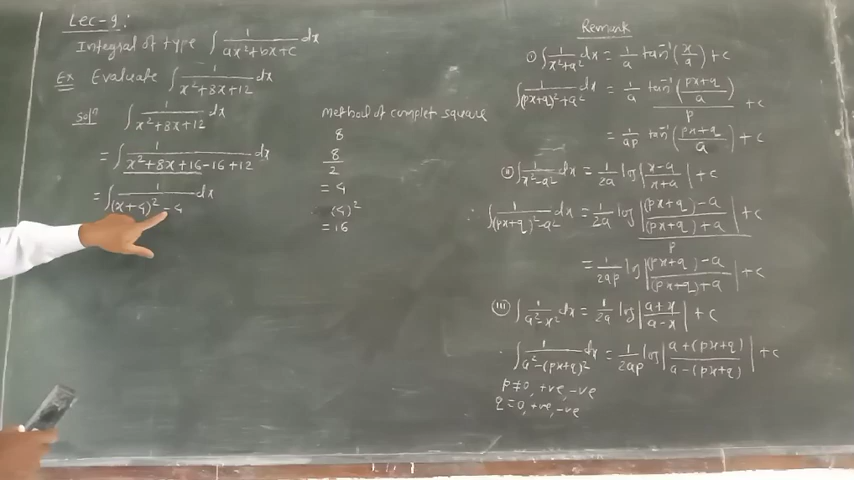 Lec-9:
Integral of type ∫ 1/(ax²+bx+c) dx
Ex Evaluate ∫ 1/(x²+8x+12) dx
Solⁿ ∫ 1/(x²+8x+12) dx
= ∫ 1/(x²+8x+16-16+12) dx
= ∫ 1/((x+4)²-4) dx
method of complet square
8
8/2
= 4
(4)²
= 16
Remark
① ∫ 1/(x²+a²) dx = 1/a tan⁻¹(x/a) + c
∫ 1/((px+q)²+a²) dx = 1/a tan⁻¹((px+q)/a)/p + c
= 1/ap tan⁻¹((px+q)/a) + c
② ∫ 1/(x²-a²) dx = 1/2a log|(x-a)/(x+a)| + c
∴ ∫ 1/((px+q)²-a²) dx = 1/2a log|((px+q)-a)/((px+q)+a)|/p + c
= 1/2ap log|((px+q)-a)/((px+q)+a)| + c
③ ∫ 1/(a²-x²) dx = 1/2a log|(a+x)/(a-x)| + c
∫ 1/(a²-(px+q)²) dx = 1/2ap log|(a+(px+q))/(a-(px+q))| + c
p≠0, +ve, -ve
q=0, +ve, -ve